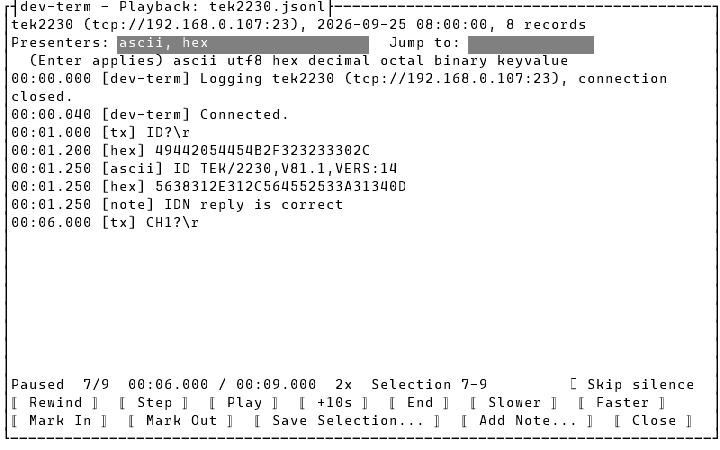 dev-term - Playback: tek2230.jsonl
tek2230 (tcp://192.168.0.107:23), 2026-09-25 08:00:00, 8 records
Presenters: ascii, hex Jump to:
(Enter applies) ascii utf8 hex decimal octal binary keyvalue
00:00.000 [dev-term] Logging tek2230 (tcp://192.168.0.107:23), connection
closed.
00:00.040 [dev-term] Connected.
00:01.000 [tx] ID?\r
00:01.200 [hex] 49442054454B2F323233302C
00:01.250 [ascii] ID TEK/2230,V81.1,VERS:14
00:01.250 [hex] 5638312E312C564552533A31340D
00:01.250 [note] IDN reply is correct
00:06.000 [tx] CH1?\r
Paused 7/9 00:06.000 / 00:09.000 2x Selection 7-9 [ Skip silence
[ Rewind ] [ Step ] [ Play ] [ +10s ] [ End ] [ Slower ] [ Faster ]
[ Mark In ] [ Mark Out ] [ Save Selection... ] [ Add Note... ] [ Close ]